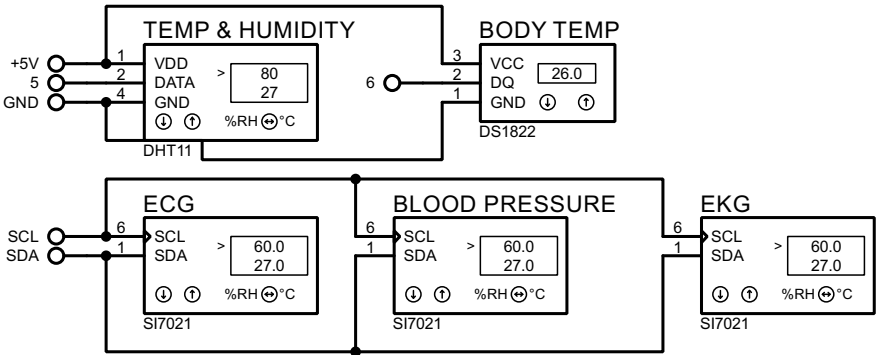 TEMP & HUMIDITY
+5V 1 VDD
5 2 DATA
GND 4 GND
> 80
27
%RH °C
DHT11
BODY TEMP
3 VCC
6 2 DQ
1 GND
26.0
DS1822
ECG
SCL 6 SCL
SDA 1 SDA
> 60.0
27.0
%RH °C
SI7021
BLOOD PRESSURE
6 SCL
1 SDA
> 60.0
27.0
%RH °C
SI7021
EKG
6 SCL
1 SDA
> 60.0
27.0
%RH °C
SI7021